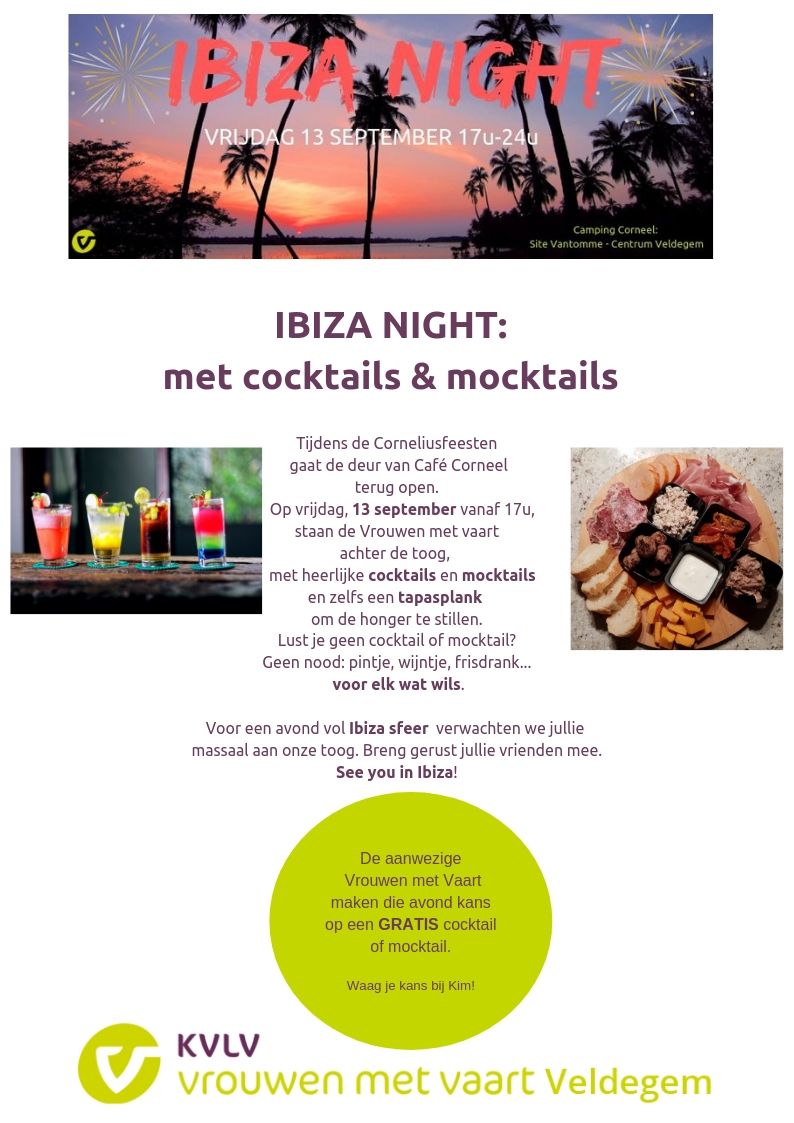 IBIZA NIGHT
VRIJDAG 13 SEPTEMBER 17u-24u
Camping Corneel:
Site Vantomme - Centrum Veldegem
IBIZA NIGHT:
met cocktails & mocktails
Tijdens de Corneliusfeesten
gaat de deur van Café Corneel
terug open.
Op vrijdag, 13 september vanaf 17u,
staan de Vrouwen met vaart
achter de toog,
met heerlijke cocktails en mocktails
en zelfs een tapasplank
om de honger te stillen.
Lust je geen cocktail of mocktail?
Geen nood: pintje, wijntje, frisdrank...
voor elk wat wils.
Voor een avond vol Ibiza sfeer verwachten we jullie
massaal aan onze toog. Breng gerust jullie vrienden mee.
See you in Ibiza!
De aanwezige
Vrouwen met Vaart
maken die avond kans
op een GRATIS cocktail
of mocktail.
Waag je kans bij Kim!
KVLV
vrouwen met vaart Veldegem